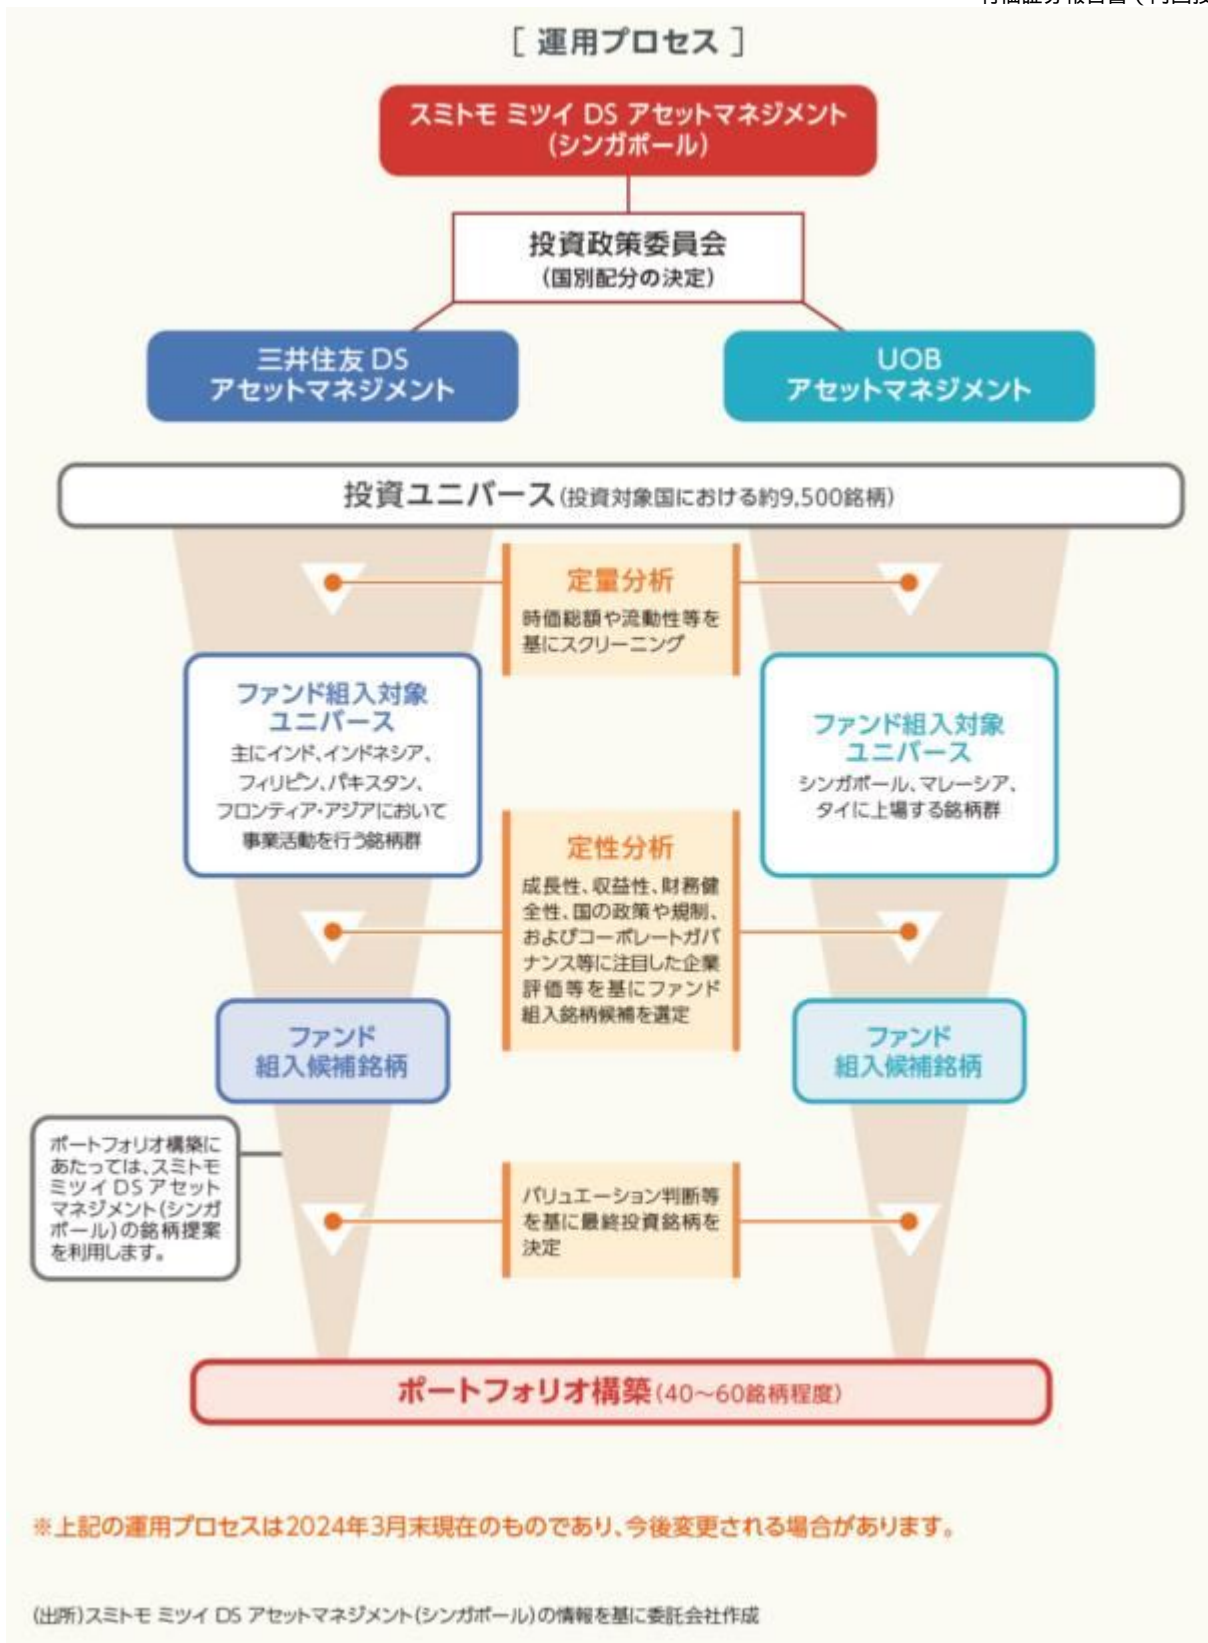 [ 運用プロセス ]
スミトモ ミツイ DS アセットマネジメント
(シンガポール)
投資政策委員会
(国別配分の決定)
三井住友 DS
アセットマネジメント
UOB
アセットマネジメント
投資ユニバース(投資対象国における約9,500銘柄)
定量分析
時価総額や流動性等を
基にスクリーニング
ファンド組入対象
ユニバース
主にインド、インドネシア、
フィリピン、パキスタン、
フロンティア・アジアにおいて
事業活動を行う銘柄群
ファンド組入対象
ユニバース
シンガポール、マレーシア、
タイに上場する銘柄群
定性分析
成長性、収益性、財務健
全性、国の政策や規制、
およびコーポレートガバ
ナンス等に注目した企業
評価等を基にファンド
組入銘柄候補を選定
ファンド
組入候補銘柄
ファンド
組入候補銘柄
ポートフォリオ構築に
あたっては、スミトモ
ミツイDSアセット
マネジメント(シンガ
ポール)の銘柄提案
を利用します。
バリュエーション判断等
を基に最終投資銘柄を
決定
ポートフォリオ構築(40～60銘柄程度)
※上記の運用プロセスは2024年3月末現在のものであり、今後変更される場合があります。
(出所)スミトモ ミツイ DS アセットマネジメント(シンガポール)の情報を基に委託会社作成